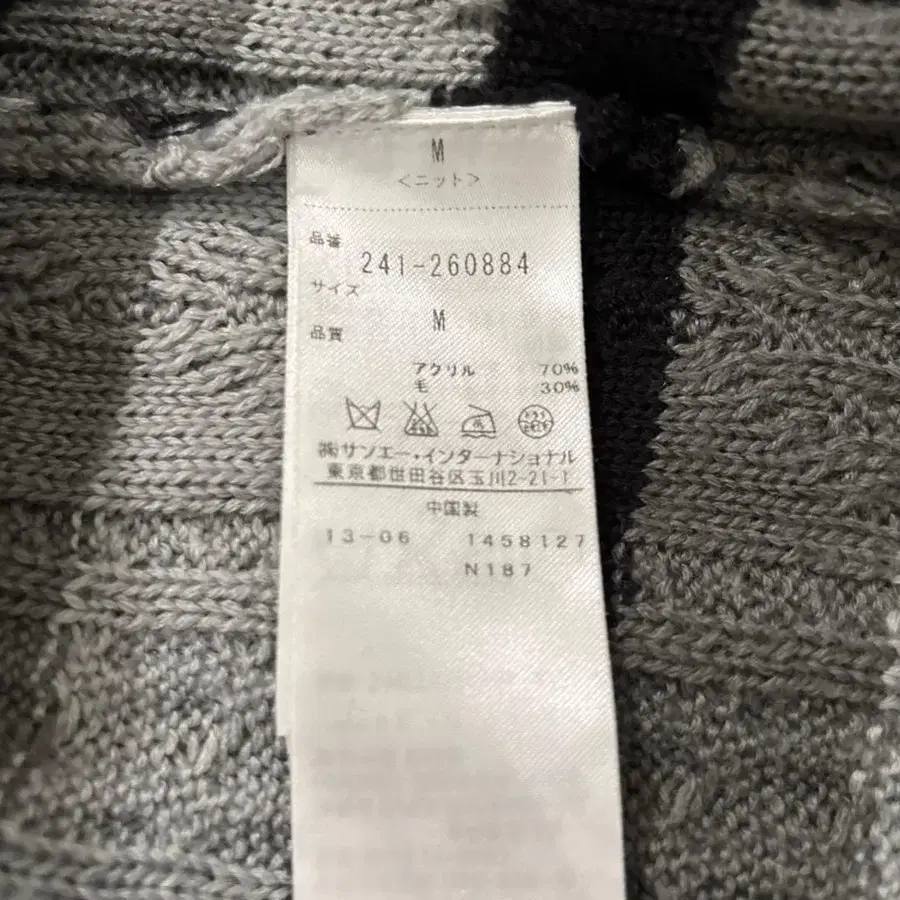 M
<ニット>
品番
241-260884
サイズ
M
品質
アクリル 70%
毛 30%
㈱サンエー・インターナショナル
東京都世田谷区玉川2-21-1
中国製
13-06 1458127
N187